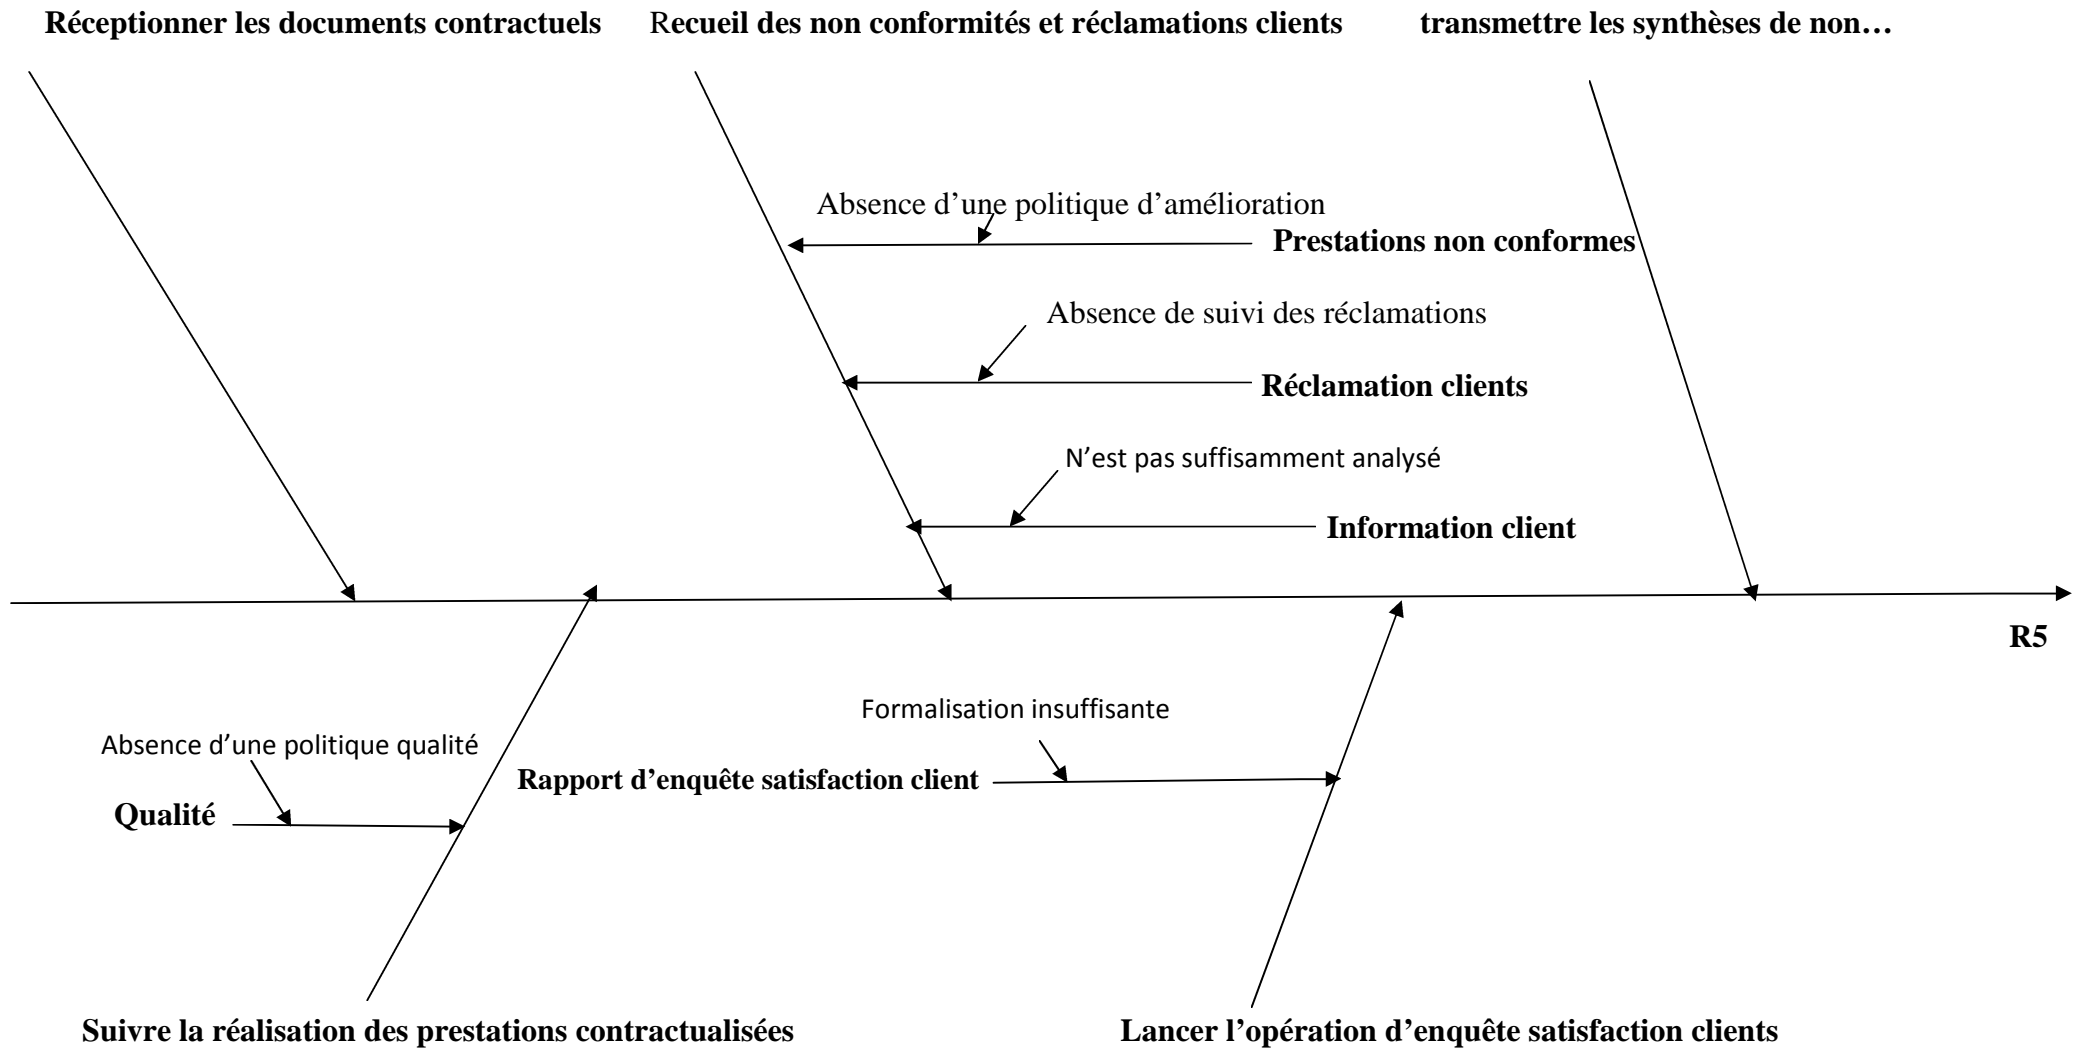 Réceptionner les documents contractuels
Recueil des non conformités et réclamations clients
transmettre les synthèses de non…
Absence d’une politique d’amélioration
Prestations non conformes
Absence de suivi des réclamations
Réclamation clients
N’est pas suffisamment analysé
Information client
R5
Formalisation insuffisante
Absence d’une politique qualité
Rapport d’enquête satisfaction client
Qualité
Suivre la réalisation des prestations contractualisées
Lancer l’opération d’enquête satisfaction clients